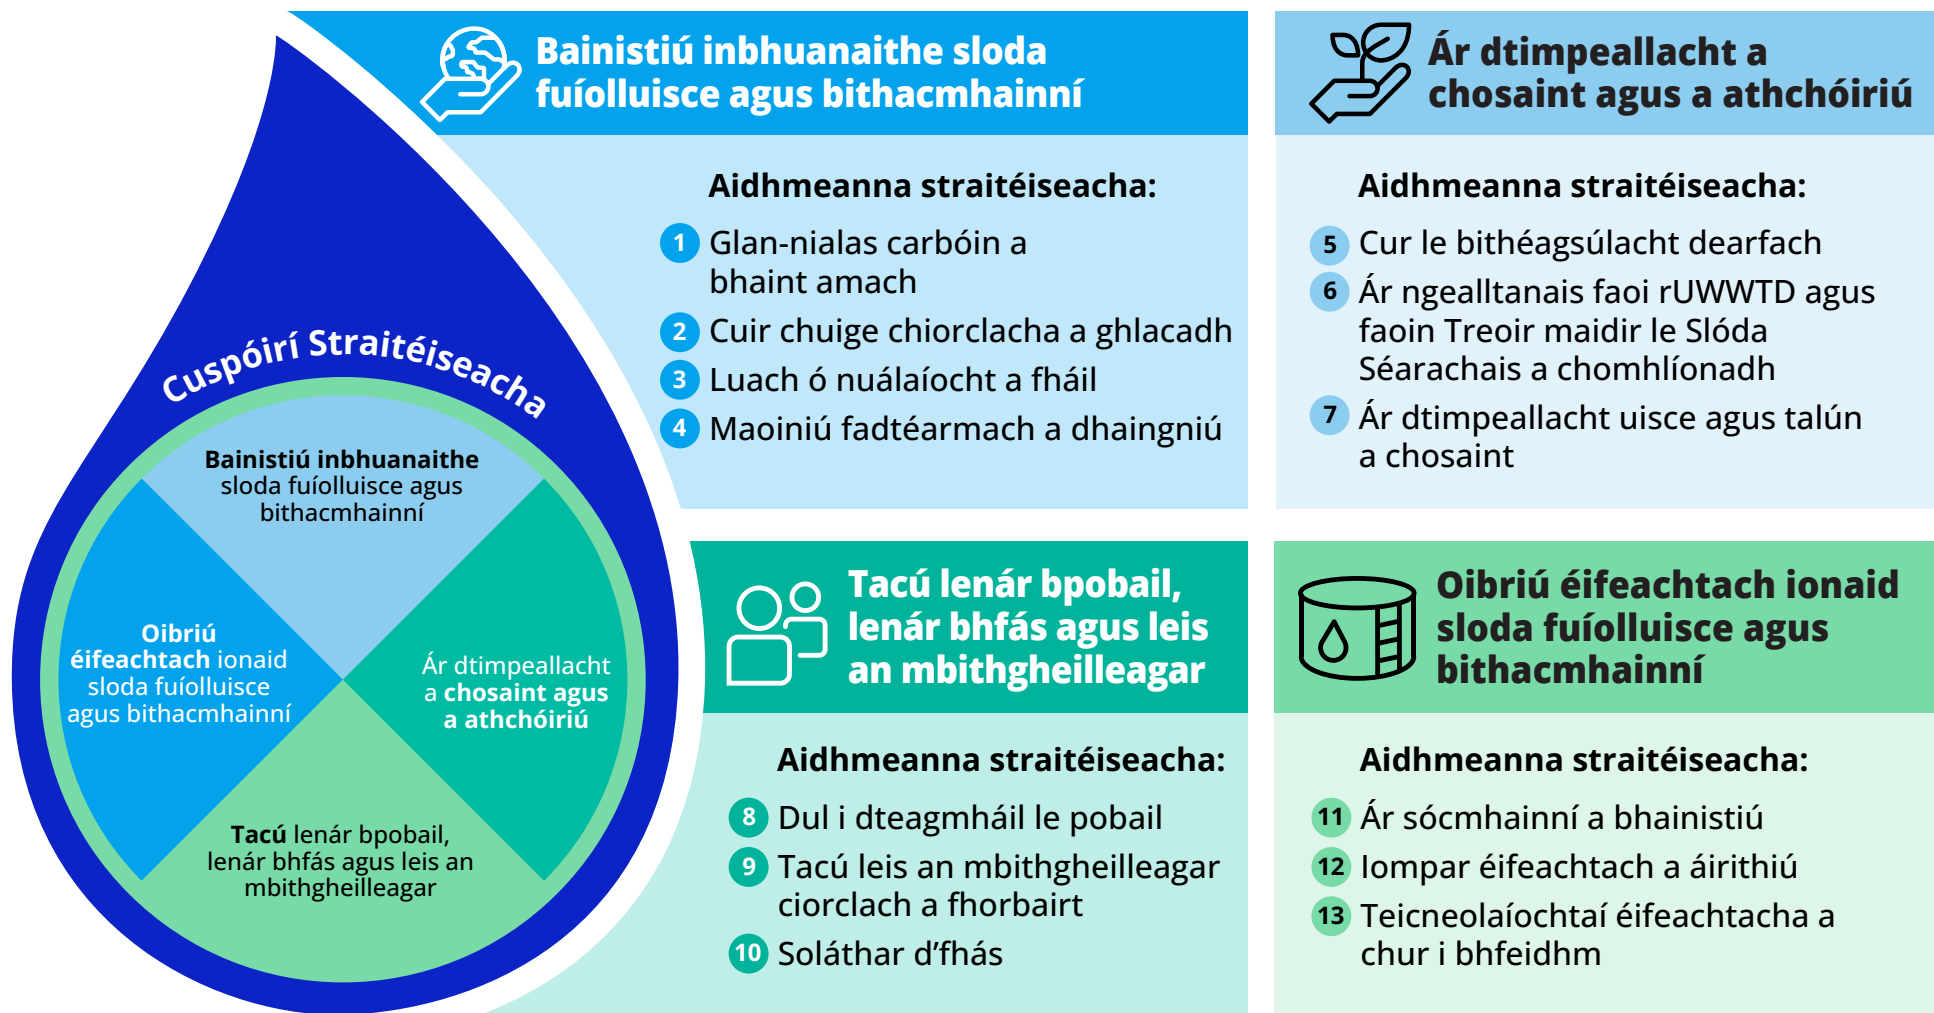 Cuspóirí Straitéiseacha
Bainistiú inbhuanaithe
sloda fuíolluisce agus
bithacmhainní
Oibriú
éifeachtach ionaid
sloda fuíolluisce
agus bithacmhainní
Ár dtimpeallacht
a chosaint agus
a athchóiriú
Tacú lenár bpobail,
lenár bhfás agus leis an
mbithgheilleagar
Bainistiú inbhuanaithe sloda
fuíolluisce agus bithacmhainní
Aidhmeanna straitéiseacha:
1 Glan-nialas carbóin a
bhaint amach
2 Cuir chuige chiorclacha a ghlacadh
3 Luach ó nuálaíocht a fháil
4 Maoiniú fadtéarmach a dhaingniú
Ár dtimpeallacht a
chosaint agus a athchóiriú
Aidhmeanna straitéiseacha:
5 Cur le bithéagsúlacht dearfach
6 Ár ngealltanais faoi rUWWTD agus
faoin Treoir maidir le Slóda
Séarachais a chomhlíonadh
7 Ár dtimpeallacht uisce agus talún
a chosaint
Tacú lenár bpobail,
lenár bhfás agus leis
an mbithgheilleagar
Aidhmeanna straitéiseacha:
8 Dul i dteagmháil le pobail
9 Tacú leis an mbithgheilleagar
ciorclach a fhorbairt
10 Soláthar d’fhás
Oibriú éifeachtach ionaid
sloda fuíolluisce agus
bithacmhainní
Aidhmeanna straitéiseacha:
11 Ár sócmhainní a bhainistiú
12 Iompar éifeachtach a áirithiú
13 Teicneolaíochtaí éifeachtacha a
chur i bhfeidhm